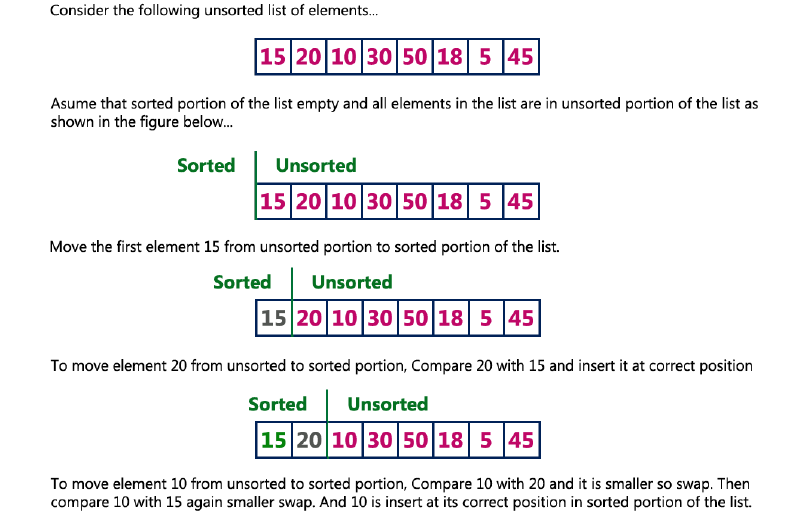 Consider the following unsorted list of elements...
15 20 10 30 50 18 5 45
Asume that sorted portion of the list empty and all elements in the list are in unsorted portion of the list as
shown in the figure below...
Sorted Unsorted
15 20 10 30 50 18 5 45
Move the first element 15 from unsorted portion to sorted portion of the list.
Sorted Unsorted
15 20 10 30 50 18 5 45
To move element 20 from unsorted to sorted portion, Compare 20 with 15 and insert it at correct position
Sorted Unsorted
15 20 10 30 50 18 5 45
To move element 10 from unsorted to sorted portion, Compare 10 with 20 and it is smaller so swap. Then
compare 10 with 15 again smaller swap. And 10 is insert at its correct position in sorted portion of the list.